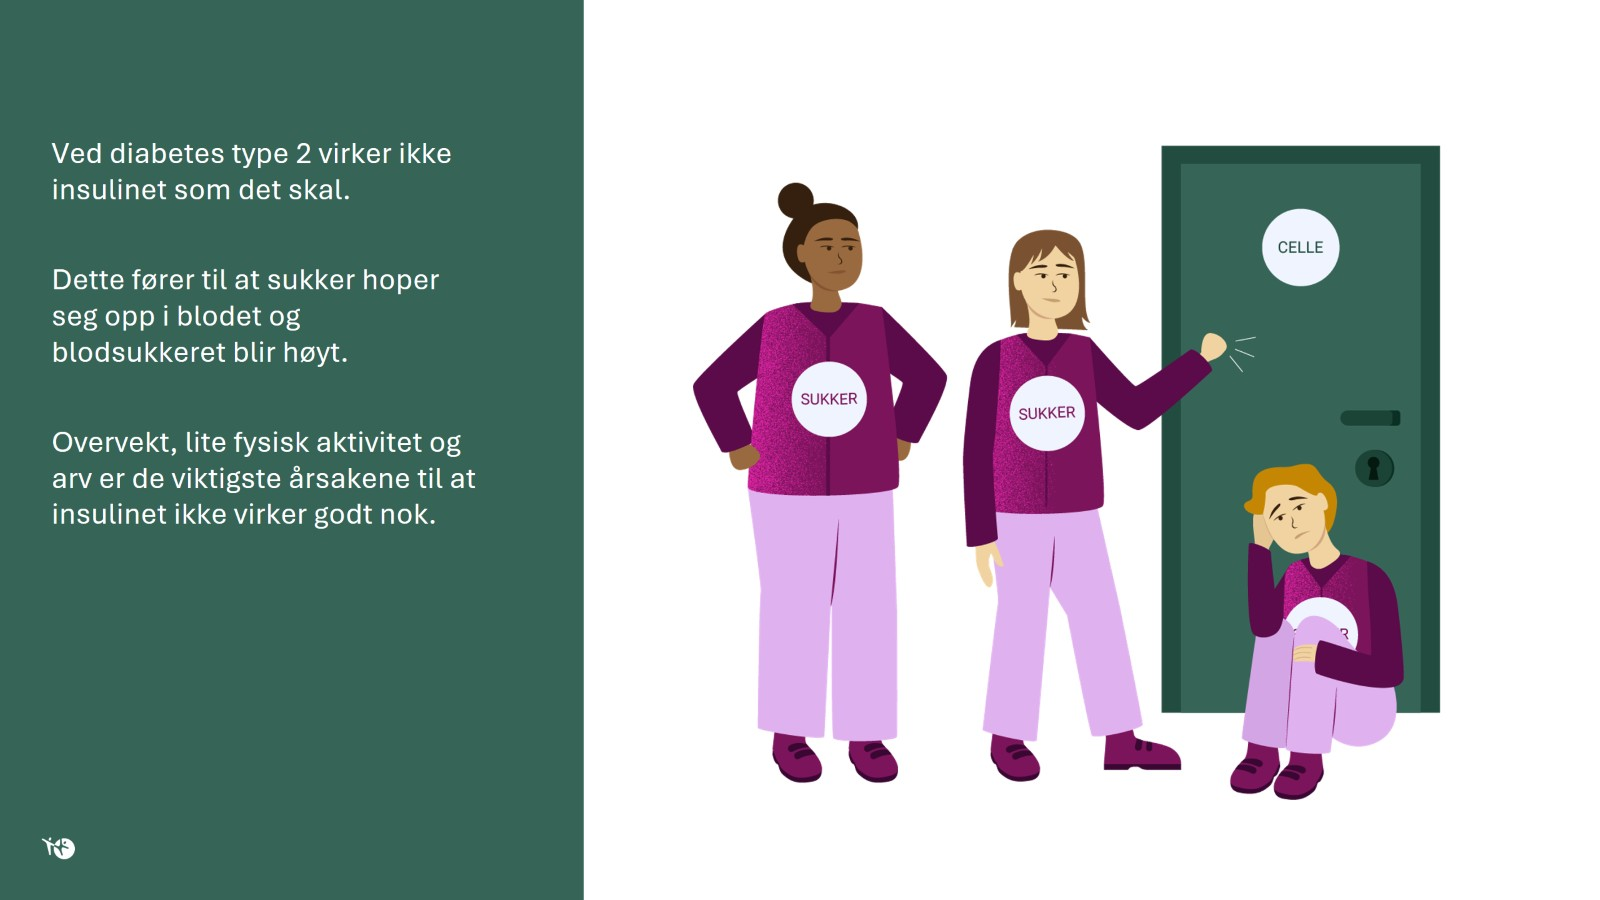 Ved diabetes type 2 virker ikke
insulinet som det skal.
Dette fører til at sukker hoper
seg opp i blodet og
blodsukkeret blir høyt.
Overvekt, lite fysisk aktivitet og
arv er de viktigste årsakene til at
insulinet ikke virker godt nok.
CELLE
SUKKER
SUKKER